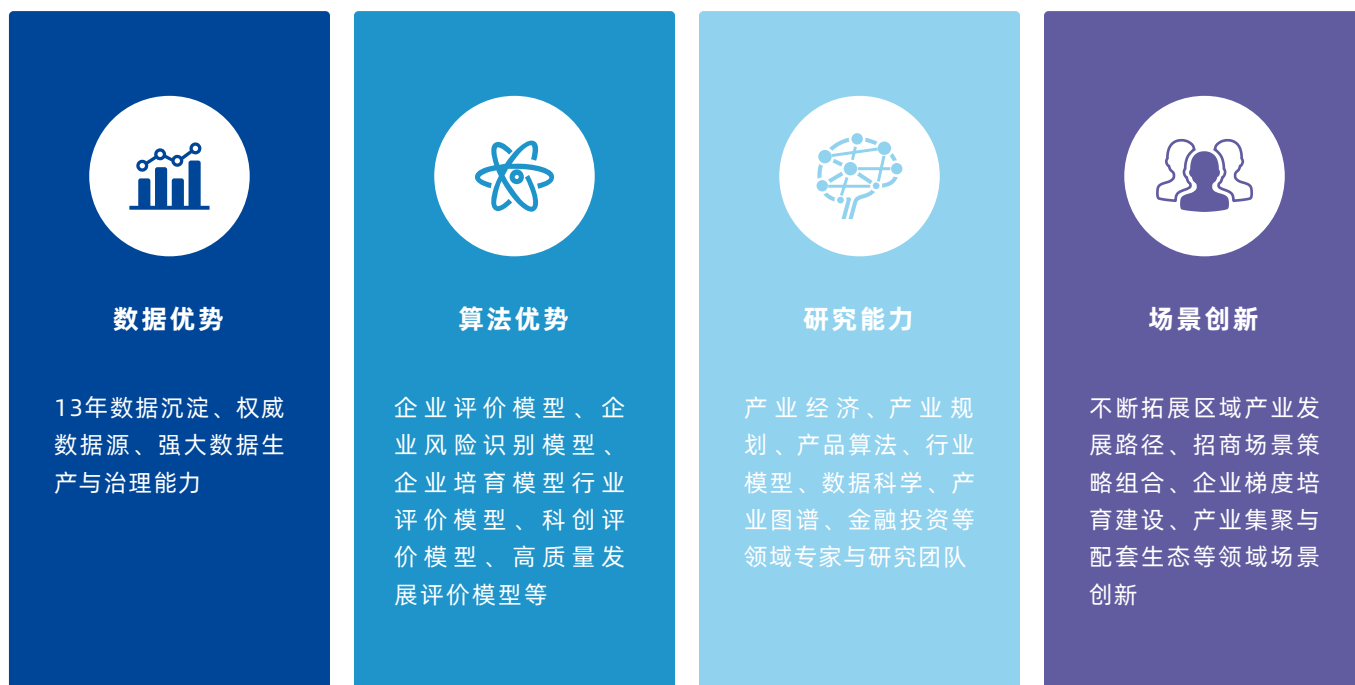 数据优势
13年数据沉淀、权威
数据源、强大数据生
产与治理能力
算法优势
企业评价模型、企
业风险识别模型、
企业培育模型行业
评价模型、科创评
价模型、高质量发
展评价模型等
研究能力
产业经济、产业规
划、产品算法、行业
模型、数据科学、产
业图谱、金融投资等
领域专家与研究团队
场景创新
不断拓展区域产业发
展路径、招商场景策
略组合、企业梯度培
育建设、产业集聚与
配套生态等领域场景
创新